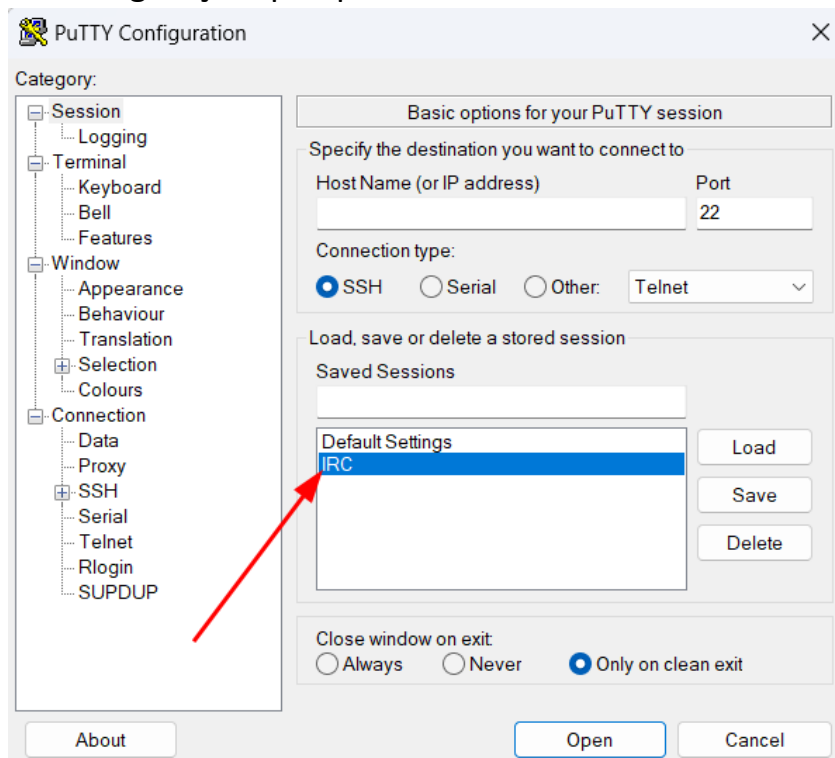 PuTTY Configuration
Category:
Session
Logging
Terminal
Keyboard
Bell
Features
Window
Appearance
Behaviour
Translation
Selection
Colours
Connection
Data
Proxy
SSH
Serial
Telnet
Rlogin
SUPDUP
Basic options for your PuTTY session
Specify the destination you want to connect to
Host Name (or IP address) Port
22
Connection type:
SSH Serial Other: Telnet
Load, save or delete a stored session
Saved Sessions
Default Settings
IRC
Load
Save
Delete
Close window on exit:
Always Never Only on clean exit
About Open Cancel